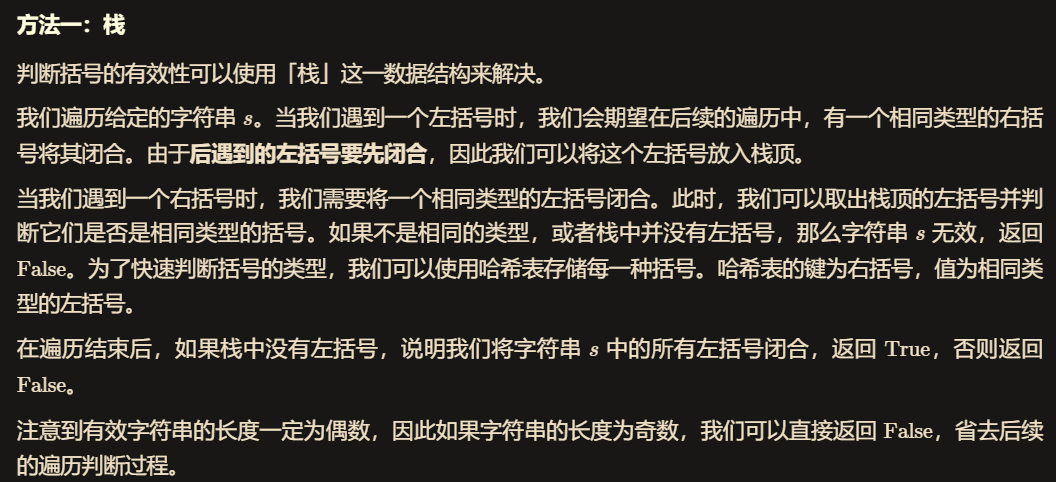 方法一：栈
判断括号的有效性可以使用「栈」这一数据结构来解决。
我们遍历给定的字符串 s。当我们遇到一个左括号时，我们会期望在后续的遍历中，有一个相同类型的右括
号将其闭合。由于后遇到的左括号要先闭合，因此我们可以将这个左括号放入栈顶。
当我们遇到一个右括号时，我们需要将一个相同类型的左括号闭合。此时，我们可以取出栈顶的左括号并判
断它们是否是相同类型的括号。如果不是相同的类型，或者栈中并没有左括号，那么字符串 s 无效，返回
False。为了快速判断括号的类型，我们可以使用哈希表存储每一种括号。哈希表的键为右括号，值为相同类
型的左括号。
在遍历结束后，如果栈中没有左括号，说明我们将字符串 s 中的所有左括号闭合，返回 True，否则返回
False。
注意到有效字符串的长度一定为偶数，因此如果字符串的长度为奇数，我们可以直接返回 False，省去后续
的遍历判断过程。